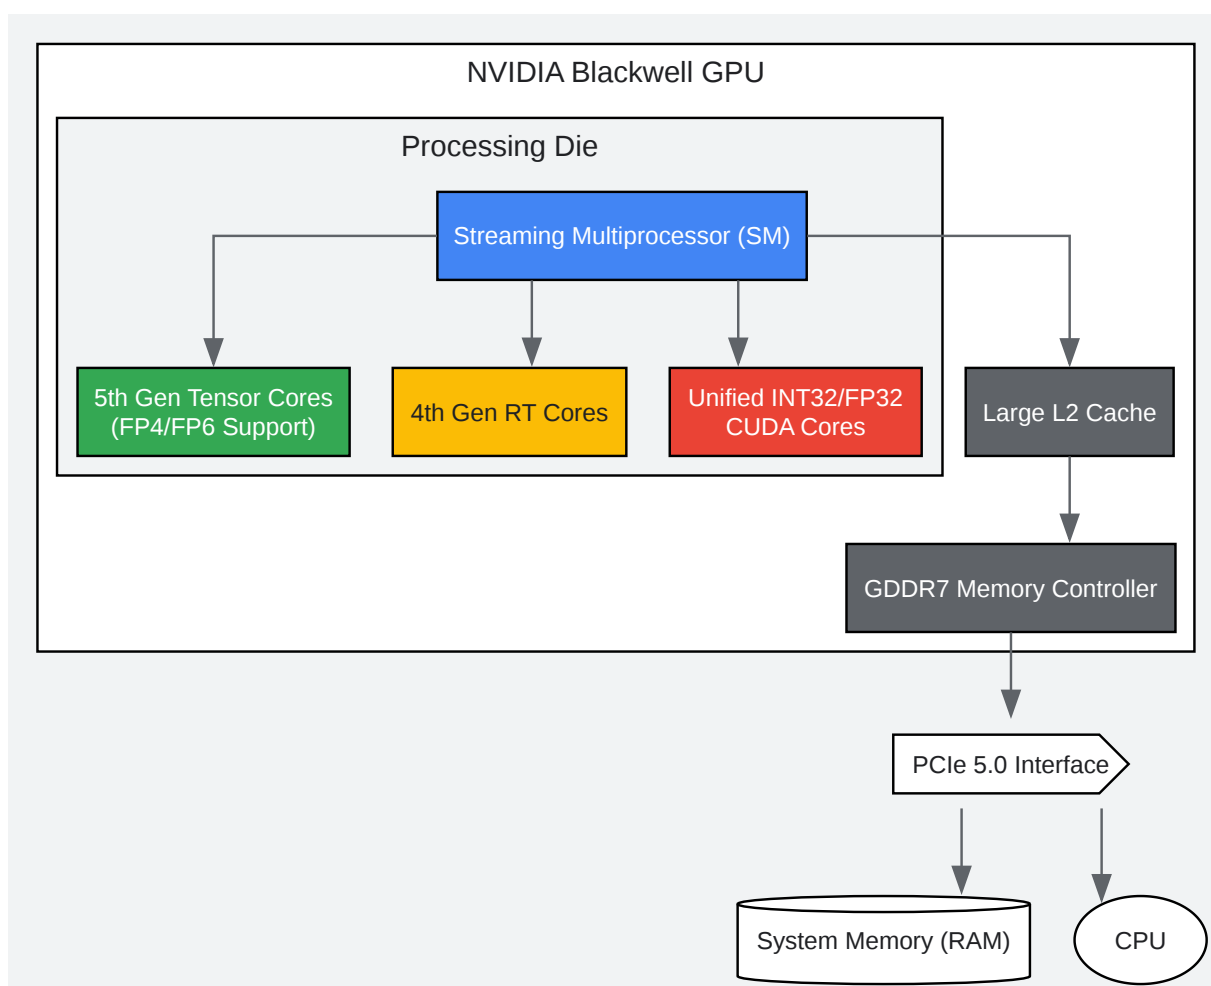 NVIDIA Blackwell GPU
Processing Die
Streaming Multiprocessor (SM)
5th Gen Tensor Cores
(FP4/FP6 Support)
4th Gen RT Cores
Unified INT32/FP32
CUDA Cores
Large L2 Cache
GDDR7 Memory Controller
PCIe 5.0 Interface
System Memory (RAM)
CPU